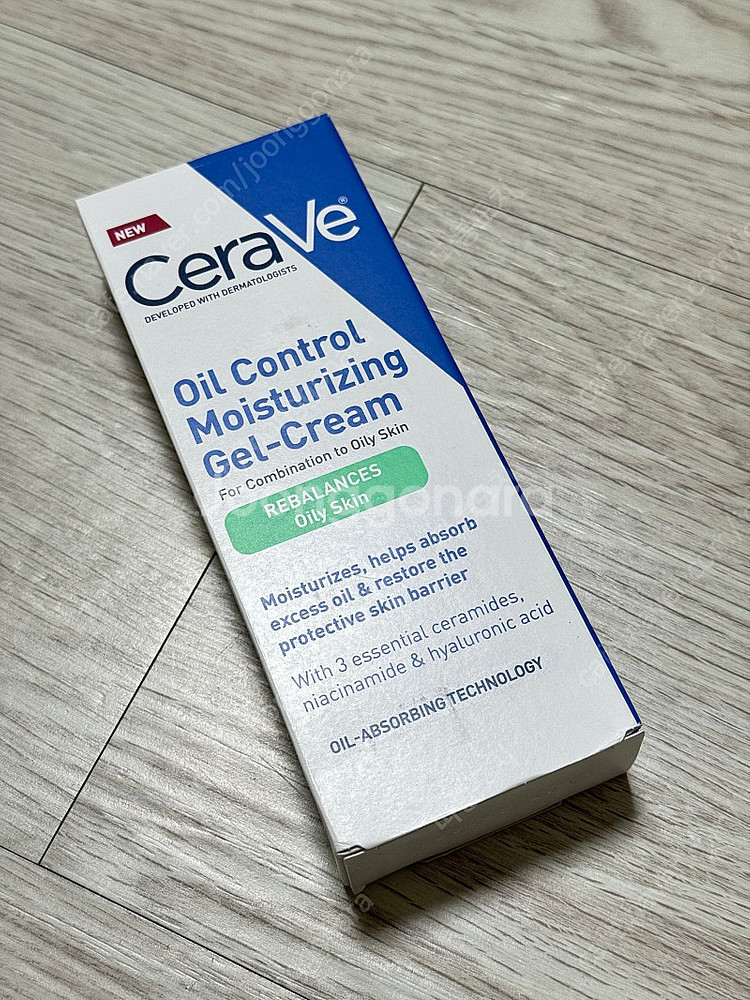 NEW
CeraVe®
DEVELOPED WITH DERMATOLOGISTS
Oil Control
Moisturizing
Gel-Cream
For Combination to Oily Skin
REBALANCES
Oily Skin
joonggonara
Moisturizes, helps absorb
excess oil & restore the
protective skin barrier
With 3 essential ceramides,
niacinamide & hyaluronic acid
OIL-ABSORBING TECHNOLOGY